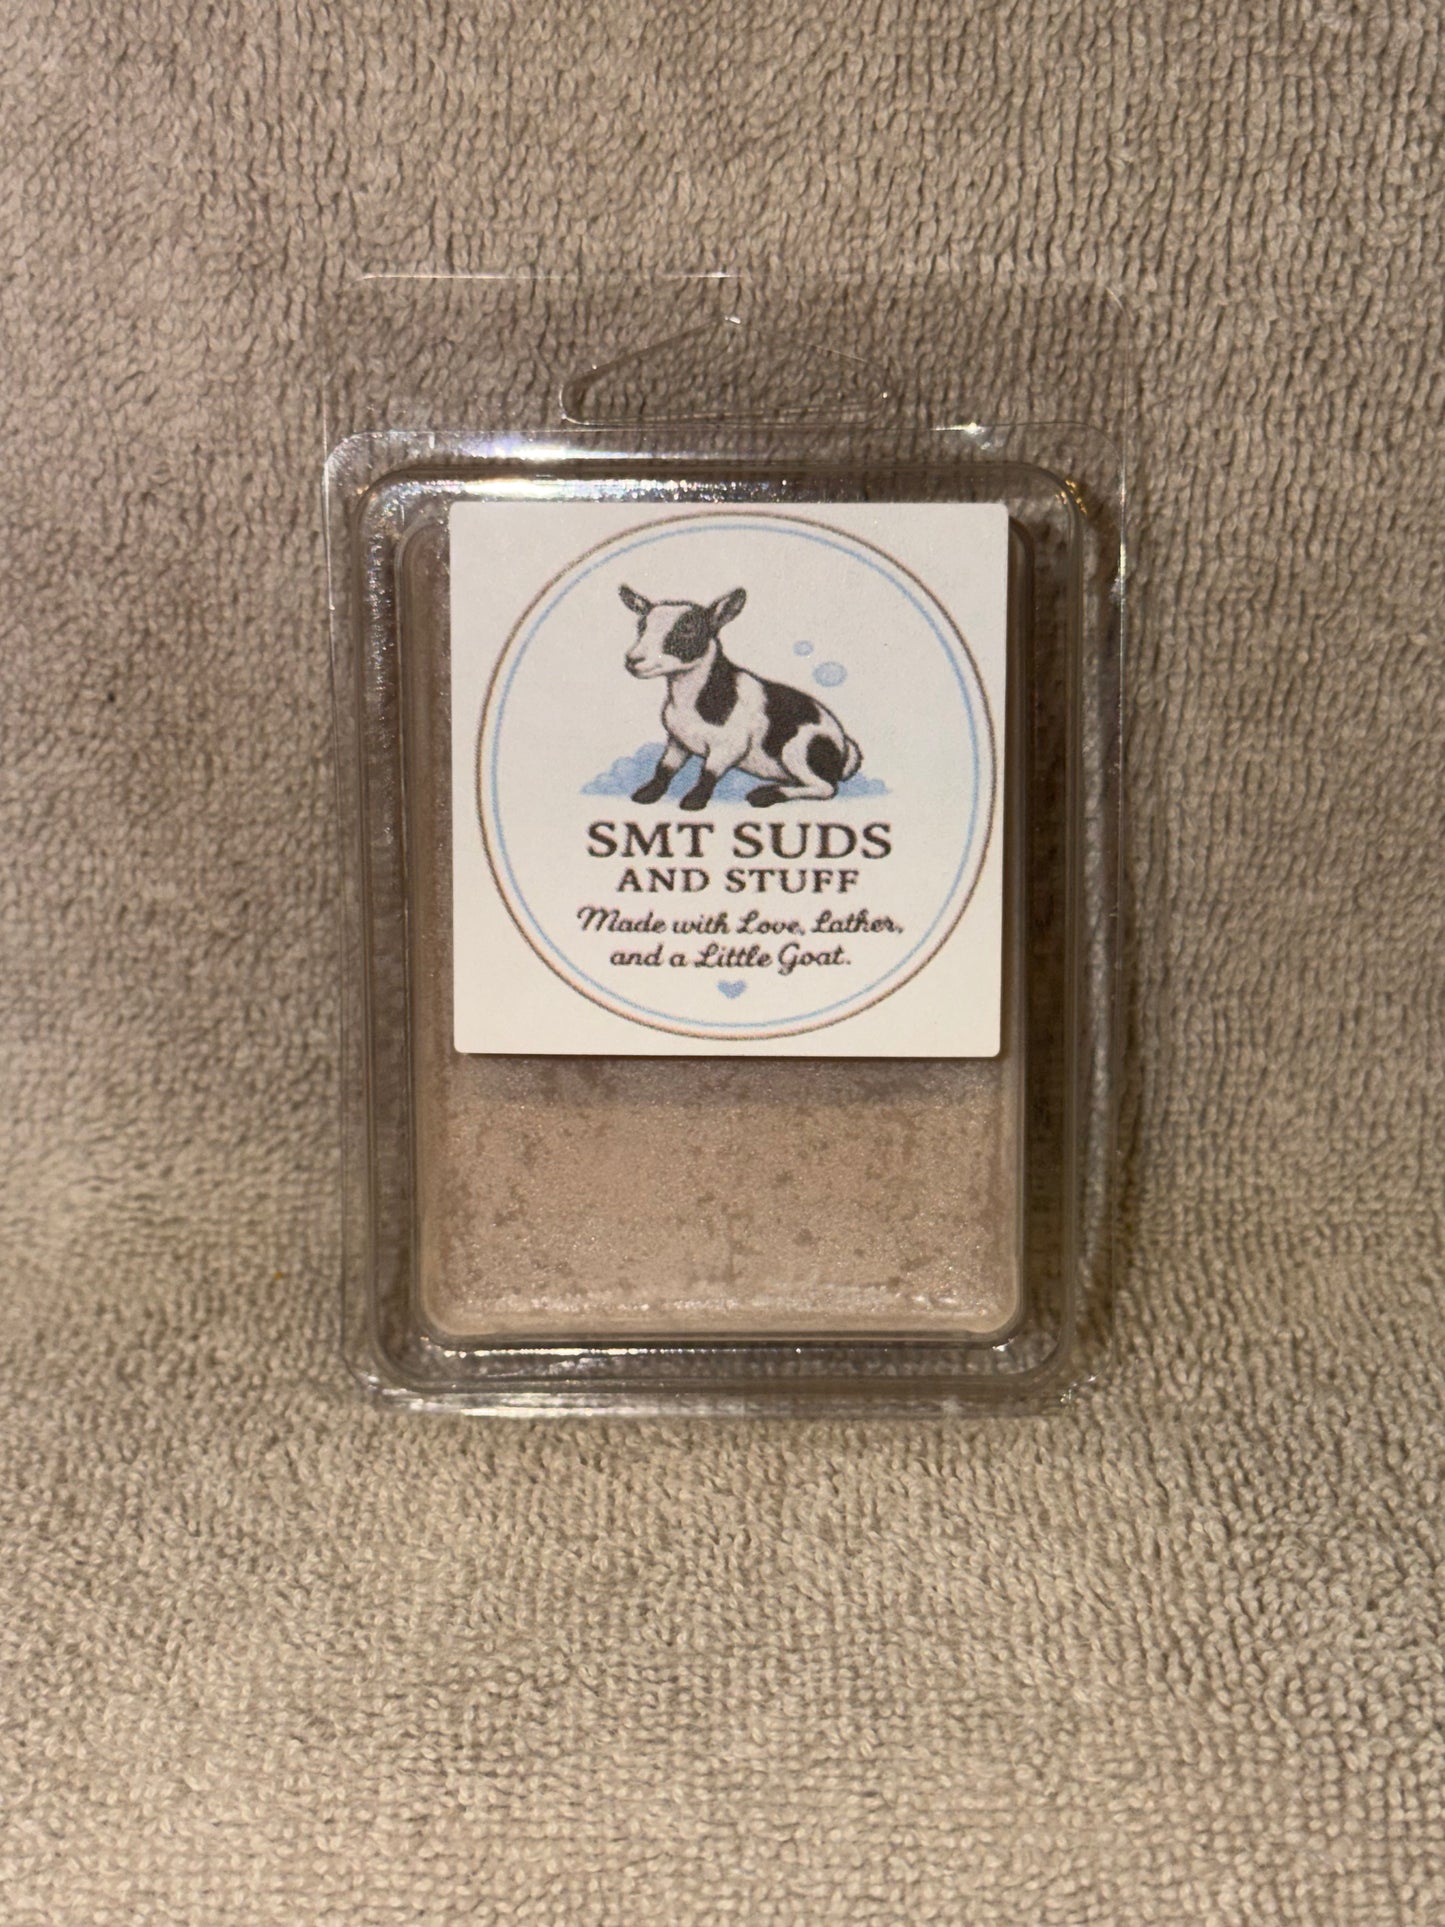 SMT SUDS
AND STUFF
Made with Love, Lather,
and a Little Goat.